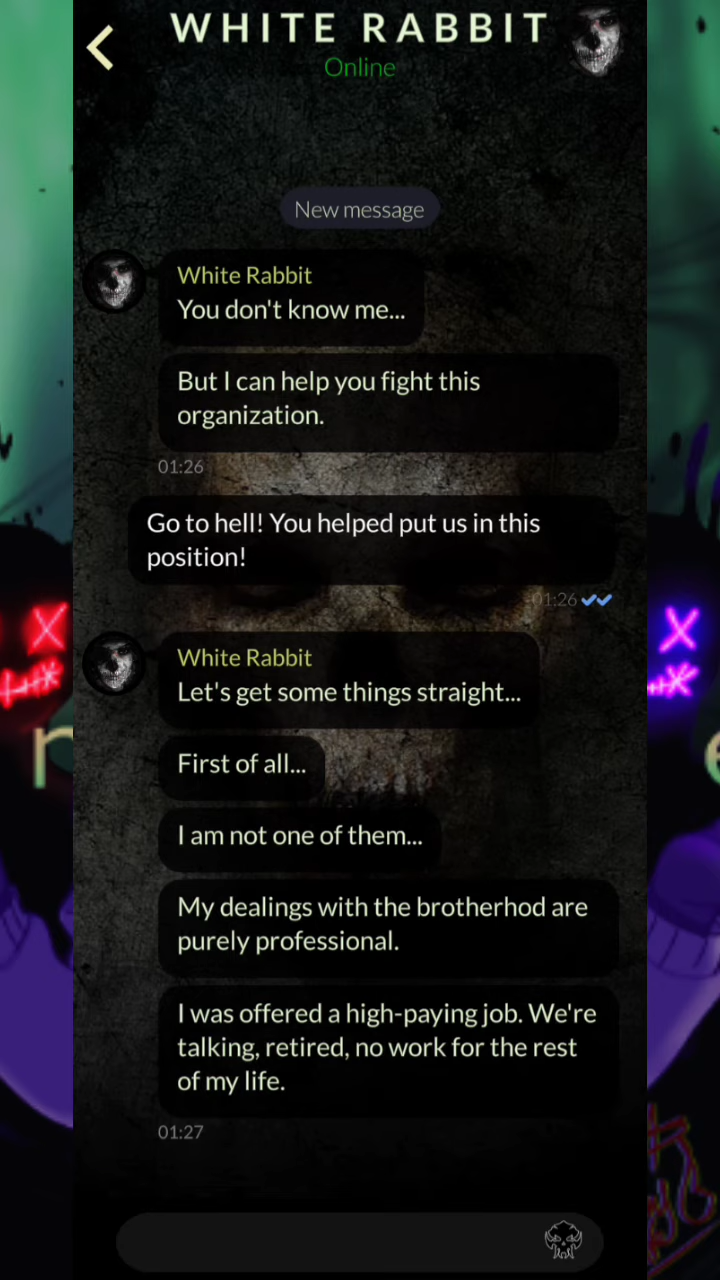 WHITE RABBIT
Online
New message
White Rabbit
You don't know me...
But I can help you fight this
organization.
01:26
Go to hell! You helped put us in this
position!
01:26
White Rabbit
Let's get some things straight...
First of all...
I am not one of them...
My dealings with the brotherhod are
purely professional.
I was offered a high-paying job. We're
talking, retired, no work for the rest
of my life.
01:27